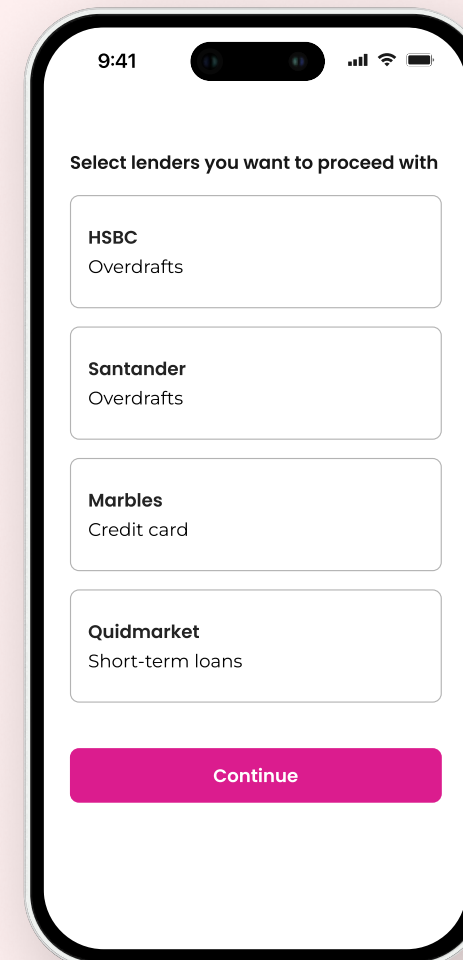 9:41
Select lenders you want to proceed with
HSBC
Overdrafts
Santander
Overdrafts
Marbles
Credit card
Quidmarket
Short-term loans
Continue